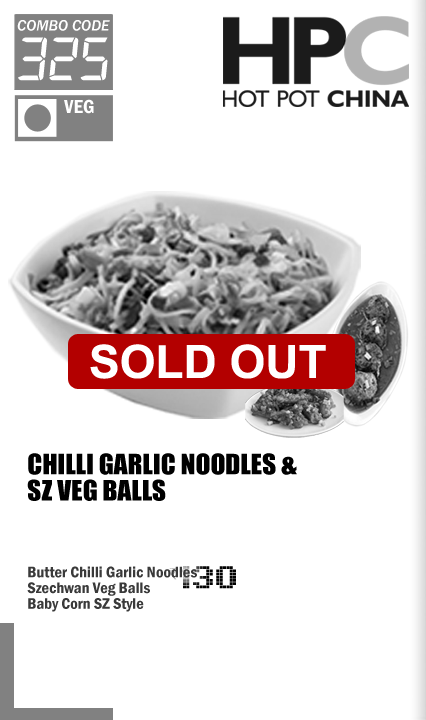 COMBO CODE
325
VEG
HPC
HOT POT CHINA
SOLD OUT
CHILLI GARLIC NOODLES &
SZ VEG BALLS
Butter Chilli Garlic Noodles
130
Szechwan Veg Balls
Baby Corn SZ Style